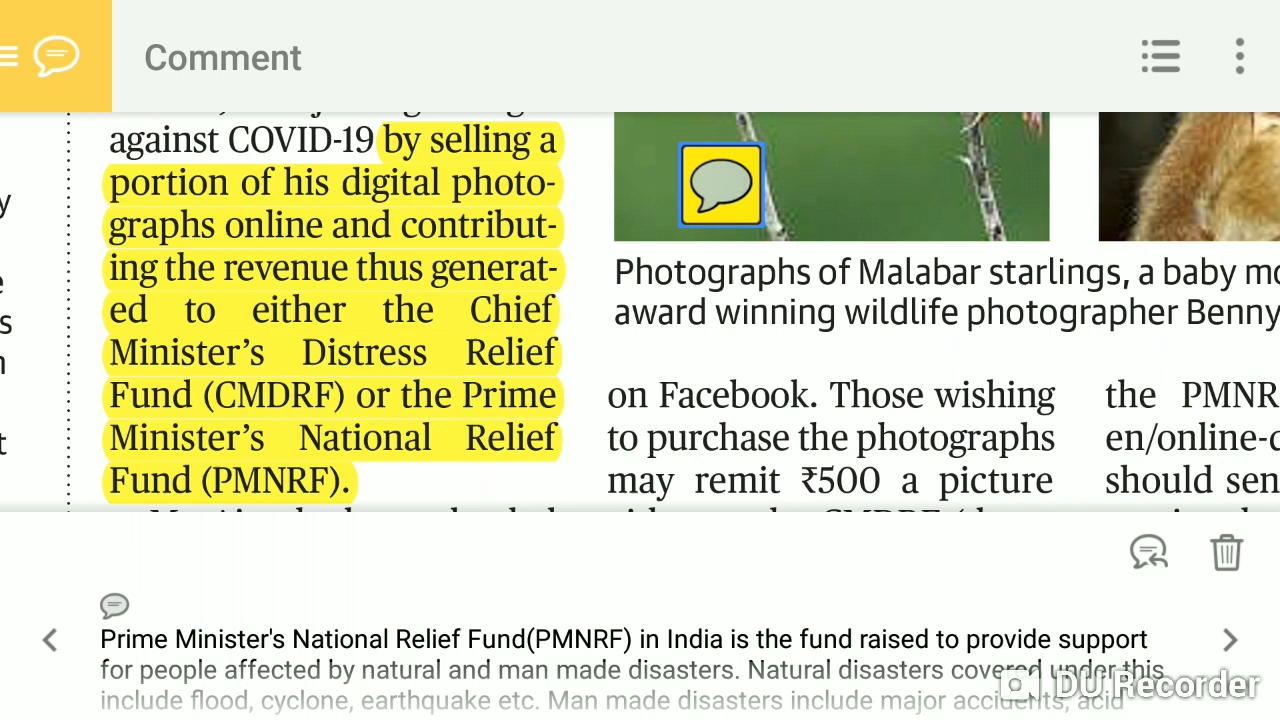 Comment
against COVID-19 by selling a
portion of his digital photo-
graphs online and contribut-
ing the revenue thus generat-
ed to either the Chief
Minister's Distress Relief
Fund (CMDRF) or the Prime
Minister's National Relief
Fund (PMNRF).
Photographs of Malabar starlings, a baby
award winning wildlife photographer Benny
on Facebook. Those wishing
to purchase the photographs
may remit ₹500 a picture
the PMNR
en/online-
should sen
Prime Minister's National Relief Fund(PMNRF) in India is the fund raised to provide support
for people affected by natural and man made disasters. Natural disasters covered under this
include flood, cyclone, earthquake etc. Man made disasters include major accidents, acid
DU Recorder